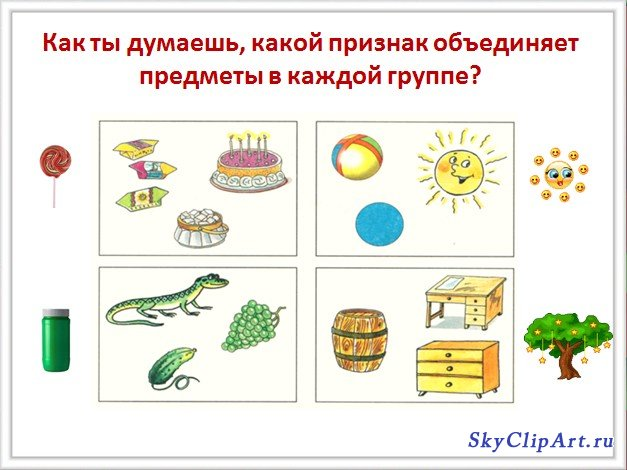 Как ты думаешь, какой признак объединяет
предметы в каждой группе?
SkyClipArt.ru